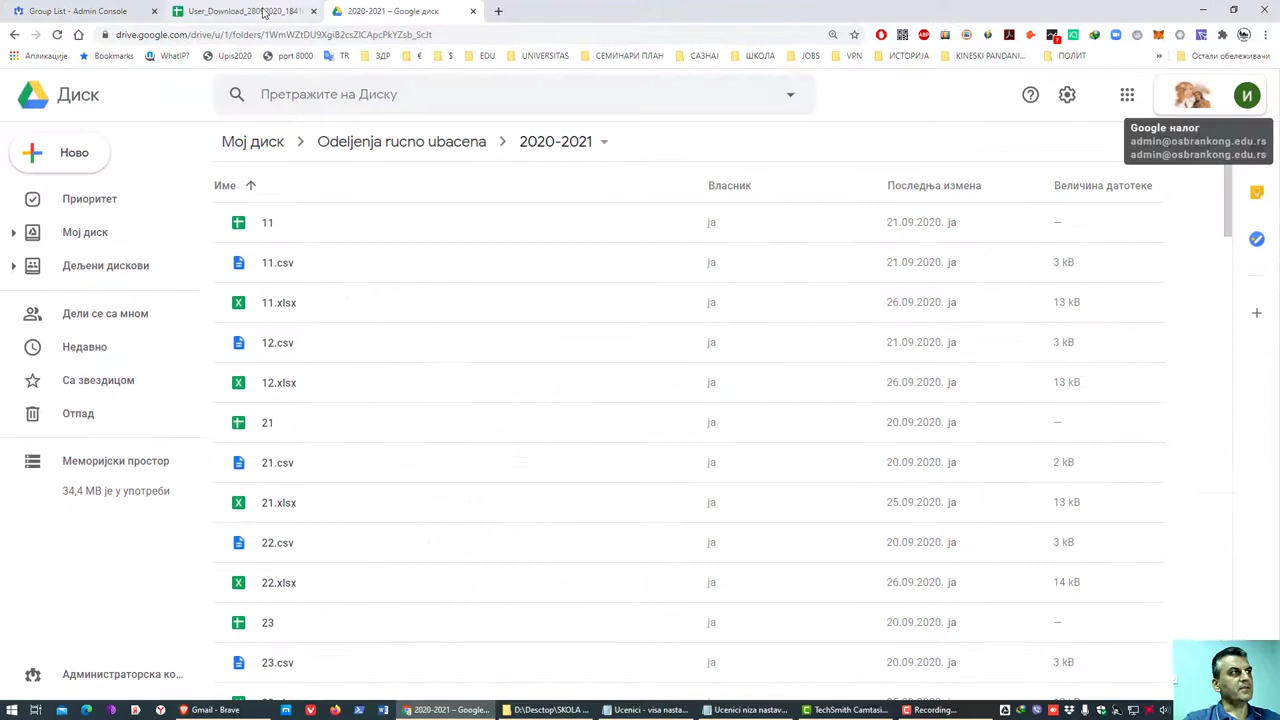 Group List - Admin Console
User_Download_28092020_1841
2020-2021 – Google диск
drive.google.com/drive/u/1/folders/1WmWZtDU9XgiB2csZICApcPkYZsb_ScJt
Апликације
Bookmarks
WhatIP?
Upis2020
port 8000
TR
ЗДР
€
$
EDU
UNIVERSITAS
СЕМИНАРИ ПЛАН
САЗНАЈ
ШКОЛА
JOBS
VPN
ИСТОРИЈА
KINESKI PANDANI...
ПОЛИТ
»
Остали обележивачи
Диск
Претражите на Диску
И
Google налог
admin@osbrankong.edu.rs
admin@osbrankong.edu.rs
Ново
Мој диск
Odeljenja rucno ubacena
2020-2021
Приоритет
Мој диск
Дељени дискови
Дели се са мном
Недавно
Са звездицом
Отпад
Меморијски простор
34,4 MB је у употреби
Администраторска ко...
Име Власник Последња измена Величина датотеке
11 ја 21.09.2020. ја —
11.csv ја 21.09.2020. ја 3 kB
11.xlsx ја 26.09.2020. ја 13 kB
12.csv ја 21.09.2020. ја 3 kB
12.xlsx ја 26.09.2020. ја 13 kB
21 ја 20.09.2020. ја —
21.csv ја 20.09.2020. ја 2 kB
21.xlsx ја 25.09.2020. ја 13 kB
22.csv ја 20.09.2020. ја 3 kB
22.xlsx ја 26.09.2020. ја 14 kB
23 ја 20.09.2020. ја —
23.csv ја 20.09.2020. ја 3 kB
Gmail - Brave
2020-2021 – Google...
D:\Desctop\SKOLA ...
Ucenici - visa nasta...
Ucenici niza nastav...
TechSmith Camtasi...
Recording...